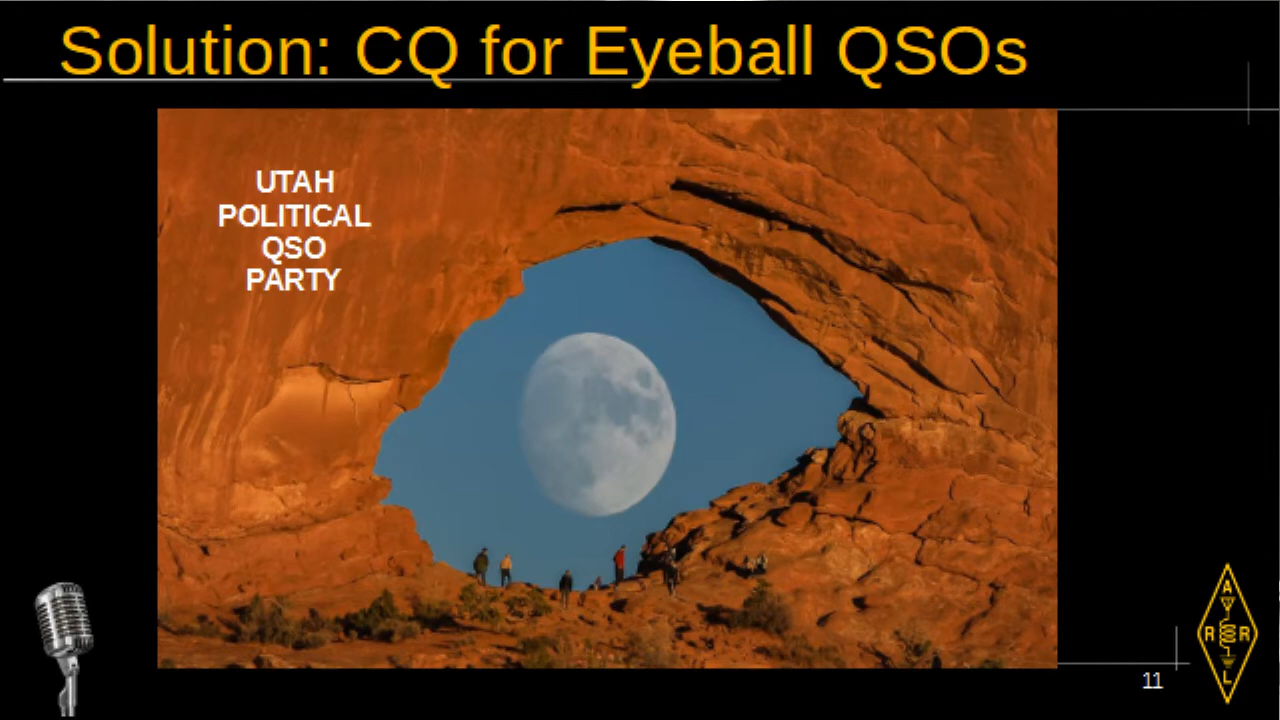 Solution: CQ for Eyeball QSOs
UTAH
POLITICAL
QSO
PARTY
A
R R
L
11